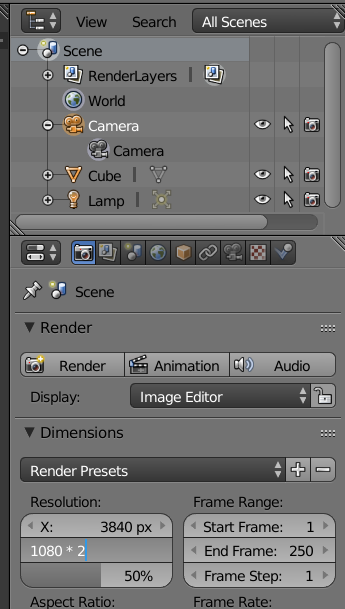 View Search All Scenes
Scene
RenderLayers |
World
Camera
Camera
Cube |
Lamp |
Scene
Render
Render Animation Audio
Display: Image Editor
Dimensions
Render Presets
Resolution: Frame Range:
X: 3840 px Start Frame: 1
1080 * 2 End Frame: 250
50% Frame Step: 1
Aspect Ratio: Frame Rate: